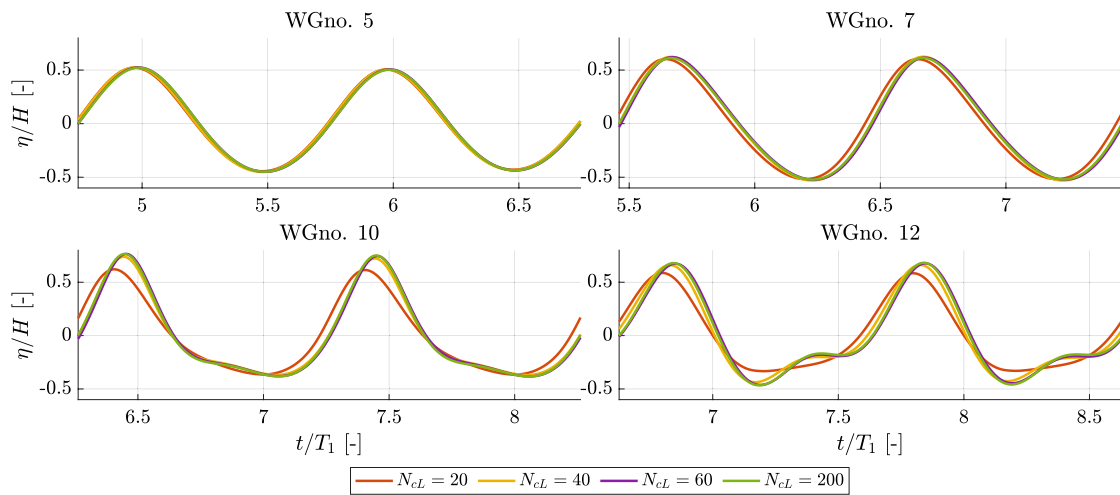 WGno. 5
WGno. 7
η/H [-]
0.5
0
-0.5
5
5.5
6
6.5
0.5
0
-0.5
5.5
6
6.5
7
WGno. 10
WGno. 12
η/H [-]
0.5
0
-0.5
6.5
7
7.5
8
t/T₁ [-]
η/H [-]
0.5
0
-0.5
7
7.5
8
8.5
t/T₁ [-]
N_cL = 20 N_cL = 40 N_cL = 60 N_cL = 200